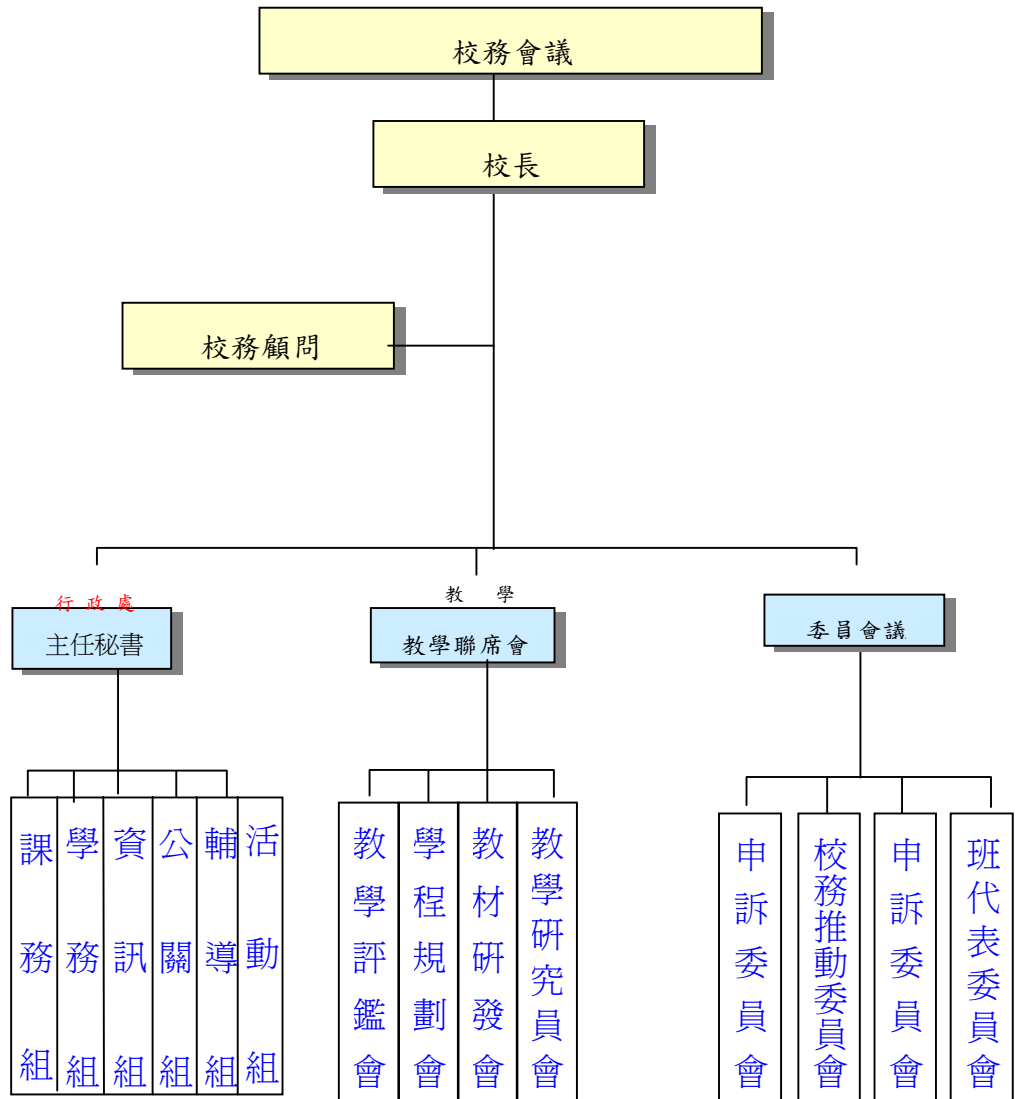 校務會議
校長
校務顧問
行政處
主任秘書
教 學
教學聯席會
委員會議
課務組
學務組
資訊組
公關組
輔導組
活動組
教學評鑑會
學程規劃會
教材研發會
教學研究員會
申訴委員會
校務推動委員會
申訴委員會
班代表委員會